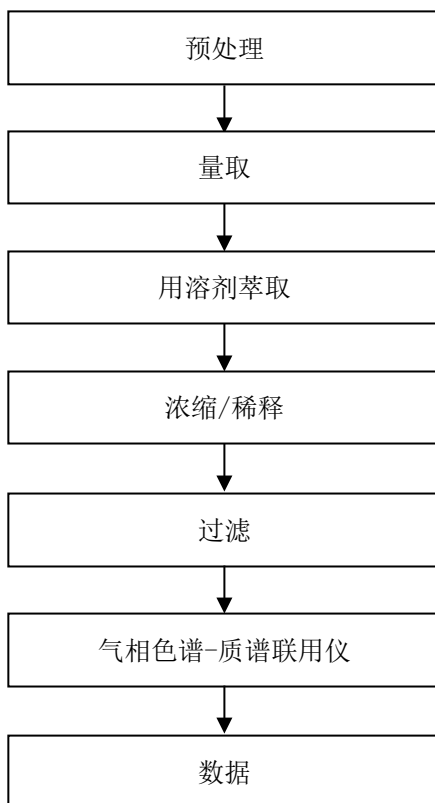 预处理
量取
用溶剂萃取
浓缩/稀释
过滤
气相色谱-质谱联用仪
数据